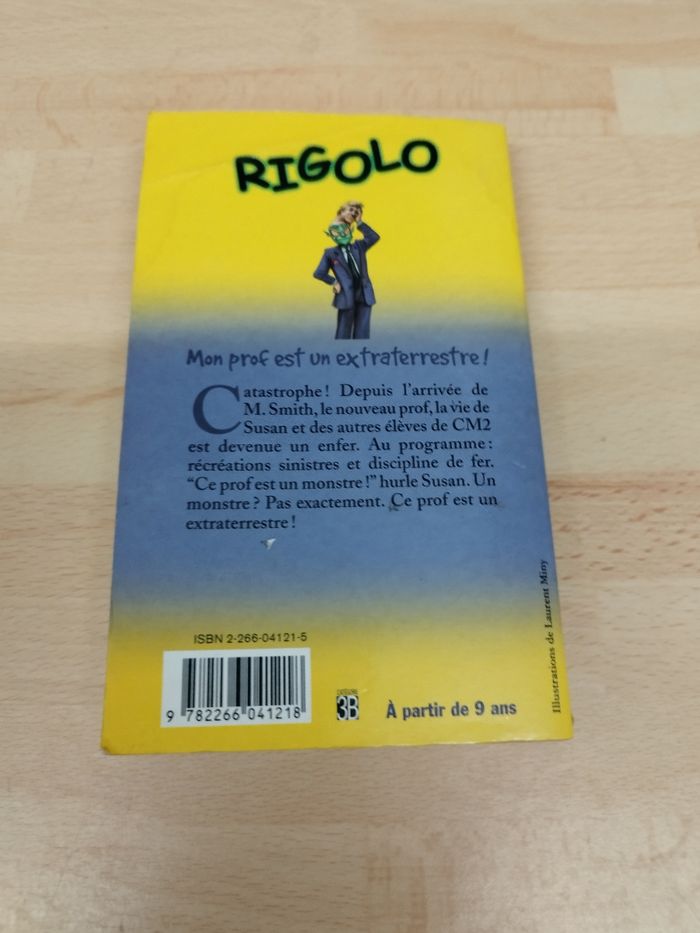 RIGOLO
Mon prof est un extraterrestre !
Catastrophe ! Depuis l'arrivée de
M. Smith, le nouveau prof, la vie de
Susan et des autres élèves de CM2
est devenue un enfer. Au programme :
récréations sinistres et discipline de fer.
“Ce prof est un monstre !” hurle Susan. Un
monstre ? Pas exactement. Ce prof est un
extraterrestre !
Illustrations de Laurent Miny
ISBN 2-266-04121-5
9 782266 041218
CATÉGORIE
3B
À partir de 9 ans